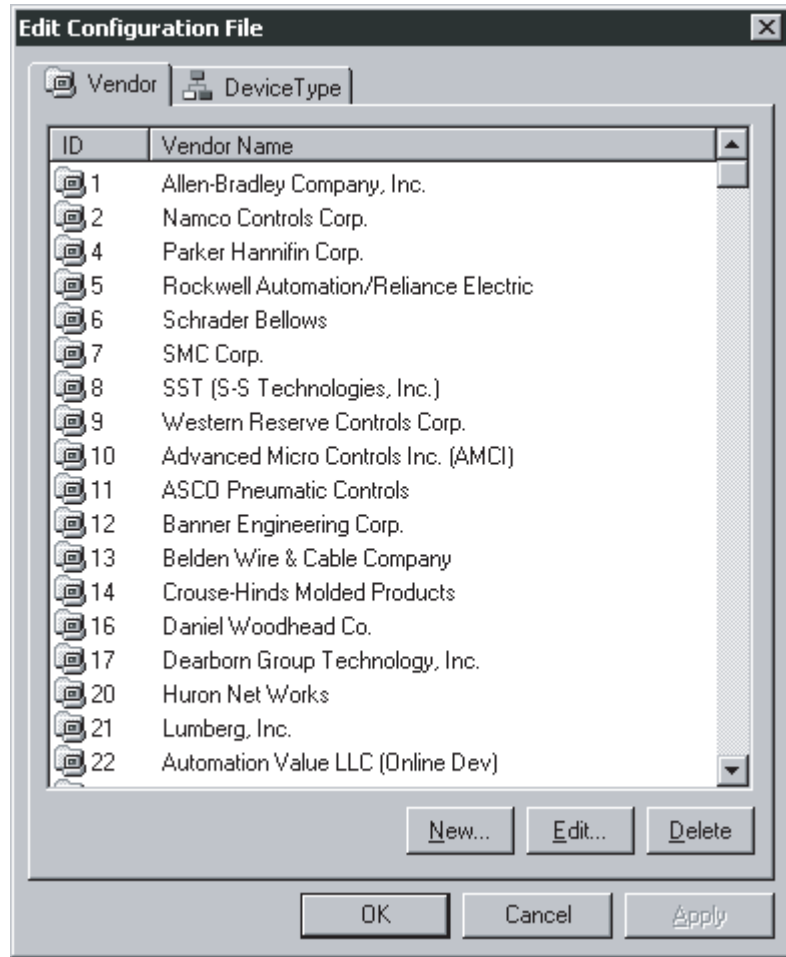 Edit Configuration File
Vendor DeviceType
ID Vendor Name
1 Allen-Bradley Company, Inc.
2 Namco Controls Corp.
4 Parker Hannifin Corp.
5 Rockwell Automation/Reliance Electric
6 Schrader Bellows
7 SMC Corp.
8 SST (S-S Technologies, Inc.)
9 Western Reserve Controls Corp.
10 Advanced Micro Controls Inc. (AMCI)
11 ASCO Pneumatic Controls
12 Banner Engineering Corp.
13 Belden Wire & Cable Company
14 Crouse-Hinds Molded Products
16 Daniel Woodhead Co.
17 Dearborn Group Technology, Inc.
20 Huron Net Works
21 Lumberg, Inc.
22 Automation Value LLC (Online Dev)
New... Edit... Delete
OK Cancel Apply